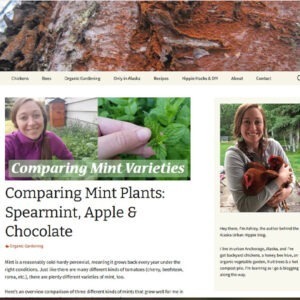 Chickens Bees Organic Gardening Only in Alaska Recipes Hippie Hacks & DIY About Contact
Comparing Mint Varieties
Comparing Mint Plants:
Spearmint, Apple &
Chocolate
Organic Gardening
Mint is a reasonably cold-hardy perennial, meaning it grows back every year under the
right conditions. Just like there are many different kinds of tomatoes (cherry, beefsteak,
roma, etc.), there are plenty different varieties of mint, too.
Here's an overview comparison of three different kinds of mints that grow well for me in
Hey there, I'm Ashley, the author behind the
Alaska Urban Hippie blog.
I live in urban Anchorage, Alaska, and I've
got backyard chickens, a honey bee hive, an
organic vegetable garden, fruit trees & a hot
compost pile. I'm learning as I go & blogging
along the way.